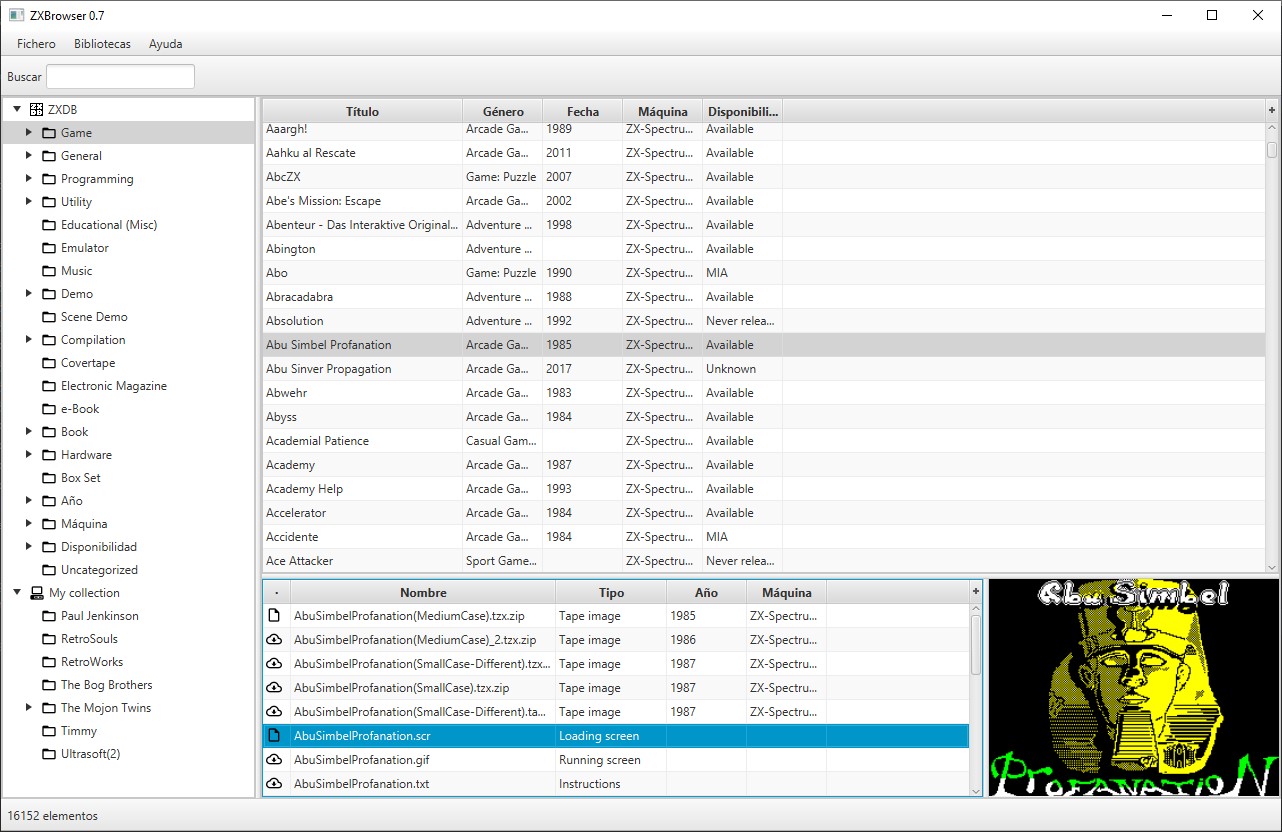 ZXBrowser 0.7
Fichero Bibliotecas Ayuda
Buscar
ZXDB
Game
General
Programming
Utility
Educational (Misc)
Emulator
Music
Demo
Scene Demo
Compilation
Covertape
Electronic Magazine
e-Book
Book
Hardware
Box Set
Año
Máquina
Disponibilidad
Uncategorized
My collection
Paul Jenkinson
RetroSouls
RetroWorks
The Bog Brothers
The Mojon Twins
Timmy
Ultrasoft(2)
Título Género Fecha Máquina Disponibili... +
Aaargh! Arcade Ga... 1989 ZX-Spectru... Available
Aahku al Rescate Arcade Ga... 2011 ZX-Spectru... Available
AbcZX Game: Puzzle 2007 ZX-Spectru... Available
Abe's Mission: Escape Arcade Ga... 2002 ZX-Spectru... Available
Abenteur - Das Interaktive Original... Adventure ... 1998 ZX-Spectru... Available
Abington Adventure ... ZX-Spectru... Available
Abo Game: Puzzle 1990 ZX-Spectru... MIA
Abracadabra Adventure ... 1988 ZX-Spectru... Available
Absolution Adventure ... 1992 ZX-Spectru... Never relea...
Abu Simbel Profanation Arcade Ga... 1985 ZX-Spectru... Available
Abu Sinver Propagation Arcade Ga... 2017 ZX-Spectru... Unknown
Abwehr Arcade Ga... 1983 ZX-Spectru... Available
Abyss Arcade Ga... 1984 ZX-Spectru... Available
Academial Patience Casual Gam... ZX-Spectru... Available
Academy Arcade Ga... 1987 ZX-Spectru... Available
Academy Help Arcade Ga... 1993 ZX-Spectru... Available
Accelerator Arcade Ga... 1984 ZX-Spectru... Available
Accidente Arcade Ga... 1984 ZX-Spectru... MIA
Ace Attacker Sport Game... ZX-Spectru... Never relea...
. Nombre Tipo Año Máquina +
AbuSimbelProfanation(MediumCase).tzx.zip Tape image 1985 ZX-Spectru...
AbuSimbelProfanation(MediumCase)_2.tzx.zip Tape image 1986 ZX-Spectru...
AbuSimbelProfanation(SmallCase-Different).tzx... Tape image 1987 ZX-Spectru...
AbuSimbelProfanation(SmallCase).tzx.zip Tape image 1987 ZX-Spectru...
AbuSimbelProfanation(SmallCase-Different).ta... Tape image 1987 ZX-Spectru...
AbuSimbelProfanation.scr Loading screen
AbuSimbelProfanation.gif Running screen
AbuSimbelProfanation.txt Instructions
Abu Simbel
PROFANATION
16152 elementos